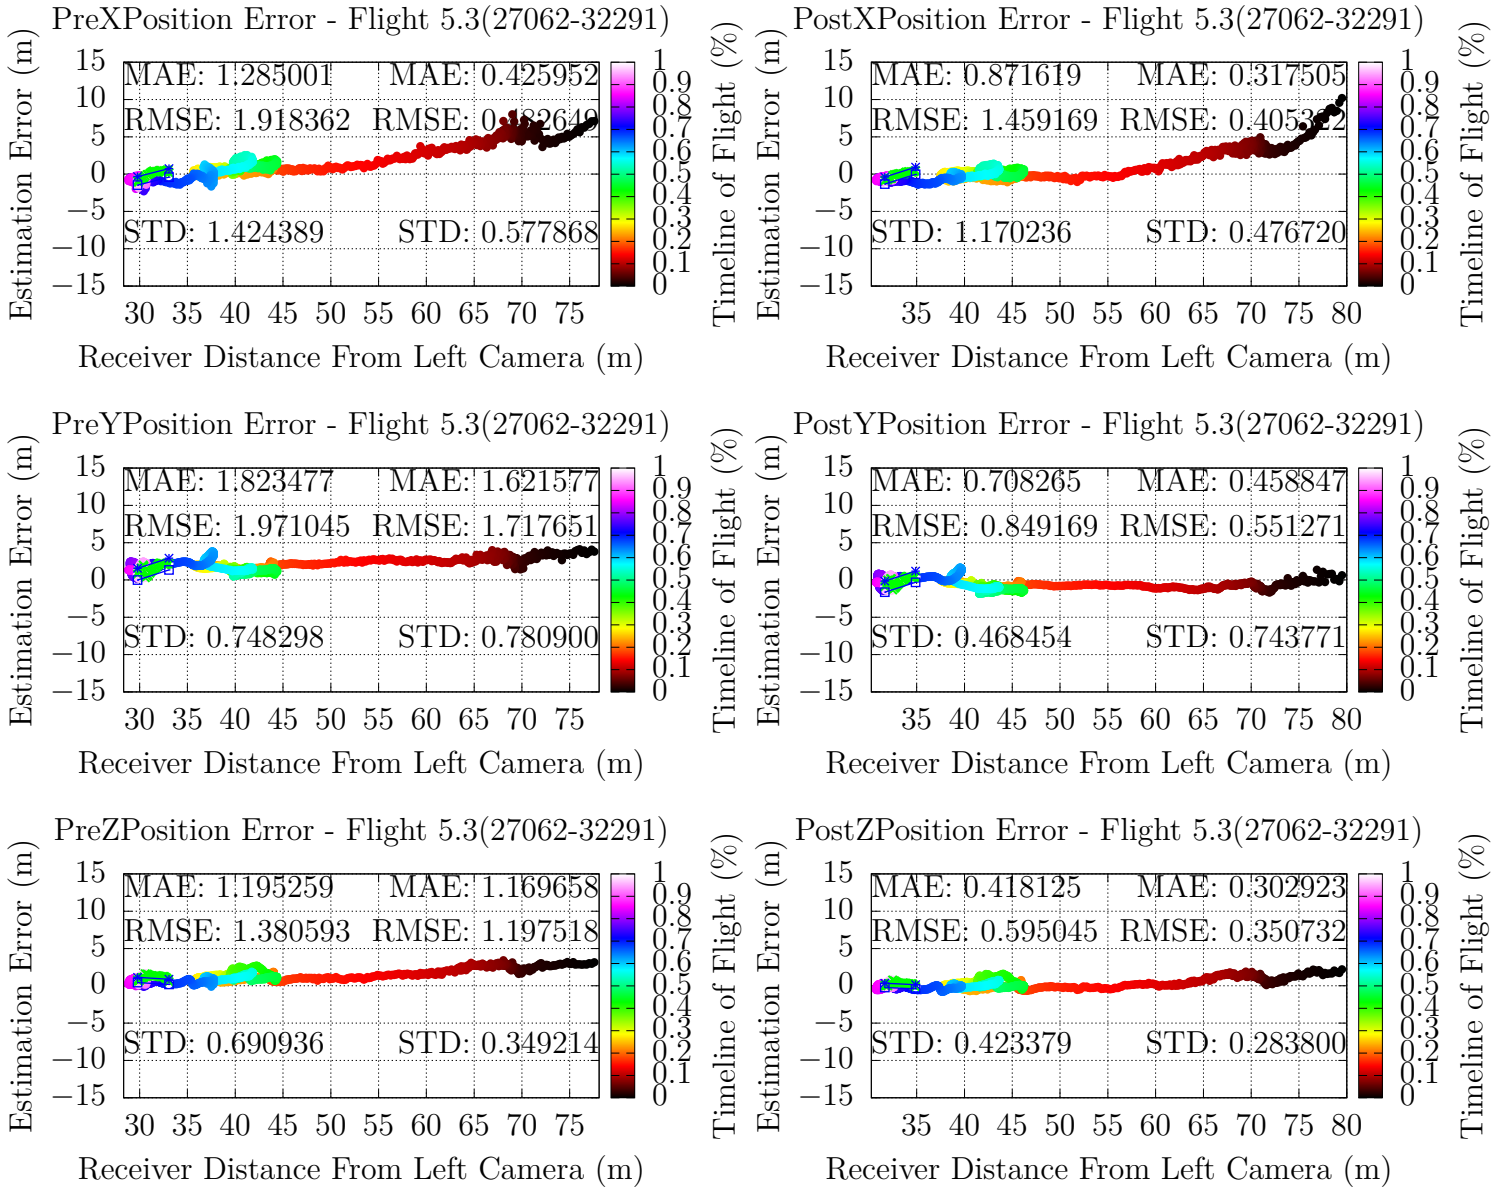 PreXPosition Error - Flight 5.3(27062-32291)
Estimation Error (m)
15
10
5
0
−5
−10
−15
MAE: 1.285001 MAE: 0.425952
RMSE: 1.918362 RMSE:
STD: 1.424389 STD: 0.577868
30 35 40 45 50 55 60 65 70 75
Receiver Distance From Left Camera (m)
1
0.9
0.8
0.7
0.6
0.5
0.4
0.3
0.2
0.1
0
Timeline of Flight (%)
PostXPosition Error - Flight 5.3(27062-32291)
Estimation Error (m)
15
10
5
0
−5
−10
−15
MAE: 0.871619 MAE: 0.317505
RMSE: 1.459169 RMSE:
STD: 1.170236 STD: 0.476720
35 40 45 50 55 60 65 70 75 80
Receiver Distance From Left Camera (m)
1
0.9
0.8
0.7
0.6
0.5
0.4
0.3
0.2
0.1
0
Timeline of Flight (%)
PreYPosition Error - Flight 5.3(27062-32291)
Estimation Error (m)
15
10
5
0
−5
−10
−15
MAE: 1.823477 MAE: 1.621577
RMSE: 1.971045 RMSE: 1.717651
STD: 0.748298 STD: 0.780900
30 35 40 45 50 55 60 65 70 75
Receiver Distance From Left Camera (m)
1
0.9
0.8
0.7
0.6
0.5
0.4
0.3
0.2
0.1
0
Timeline of Flight (%)
PostYPosition Error - Flight 5.3(27062-32291)
Estimation Error (m)
15
10
5
0
−5
−10
−15
MAE: 0.708265 MAE: 0.458847
RMSE: 0.849169 RMSE: 0.551271
STD: 0.468454 STD: 0.743771
35 40 45 50 55 60 65 70 75 80
Receiver Distance From Left Camera (m)
1
0.9
0.8
0.7
0.6
0.5
0.4
0.3
0.2
0.1
0
Timeline of Flight (%)
PreZPosition Error - Flight 5.3(27062-32291)
Estimation Error (m)
15
10
5
0
−5
−10
−15
MAE: 1.195259 MAE: 1.169658
RMSE: 1.380593 RMSE: 1.197518
STD: 0.690936 STD: 0.349214
30 35 40 45 50 55 60 65 70 75
Receiver Distance From Left Camera (m)
1
0.9
0.8
0.7
0.6
0.5
0.4
0.3
0.2
0.1
0
Timeline of Flight (%)
PostZPosition Error - Flight 5.3(27062-32291)
Estimation Error (m)
15
10
5
0
−5
−10
−15
MAE: 0.418125 MAE: 0.302923
RMSE: 0.595045 RMSE: 0.350732
STD: 0.423379 STD: 0.283800
35 40 45 50 55 60 65 70 75 80
Receiver Distance From Left Camera (m)
1
0.9
0.8
0.7
0.6
0.5
0.4
0.3
0.2
0.1
0
Timeline of Flight (%)